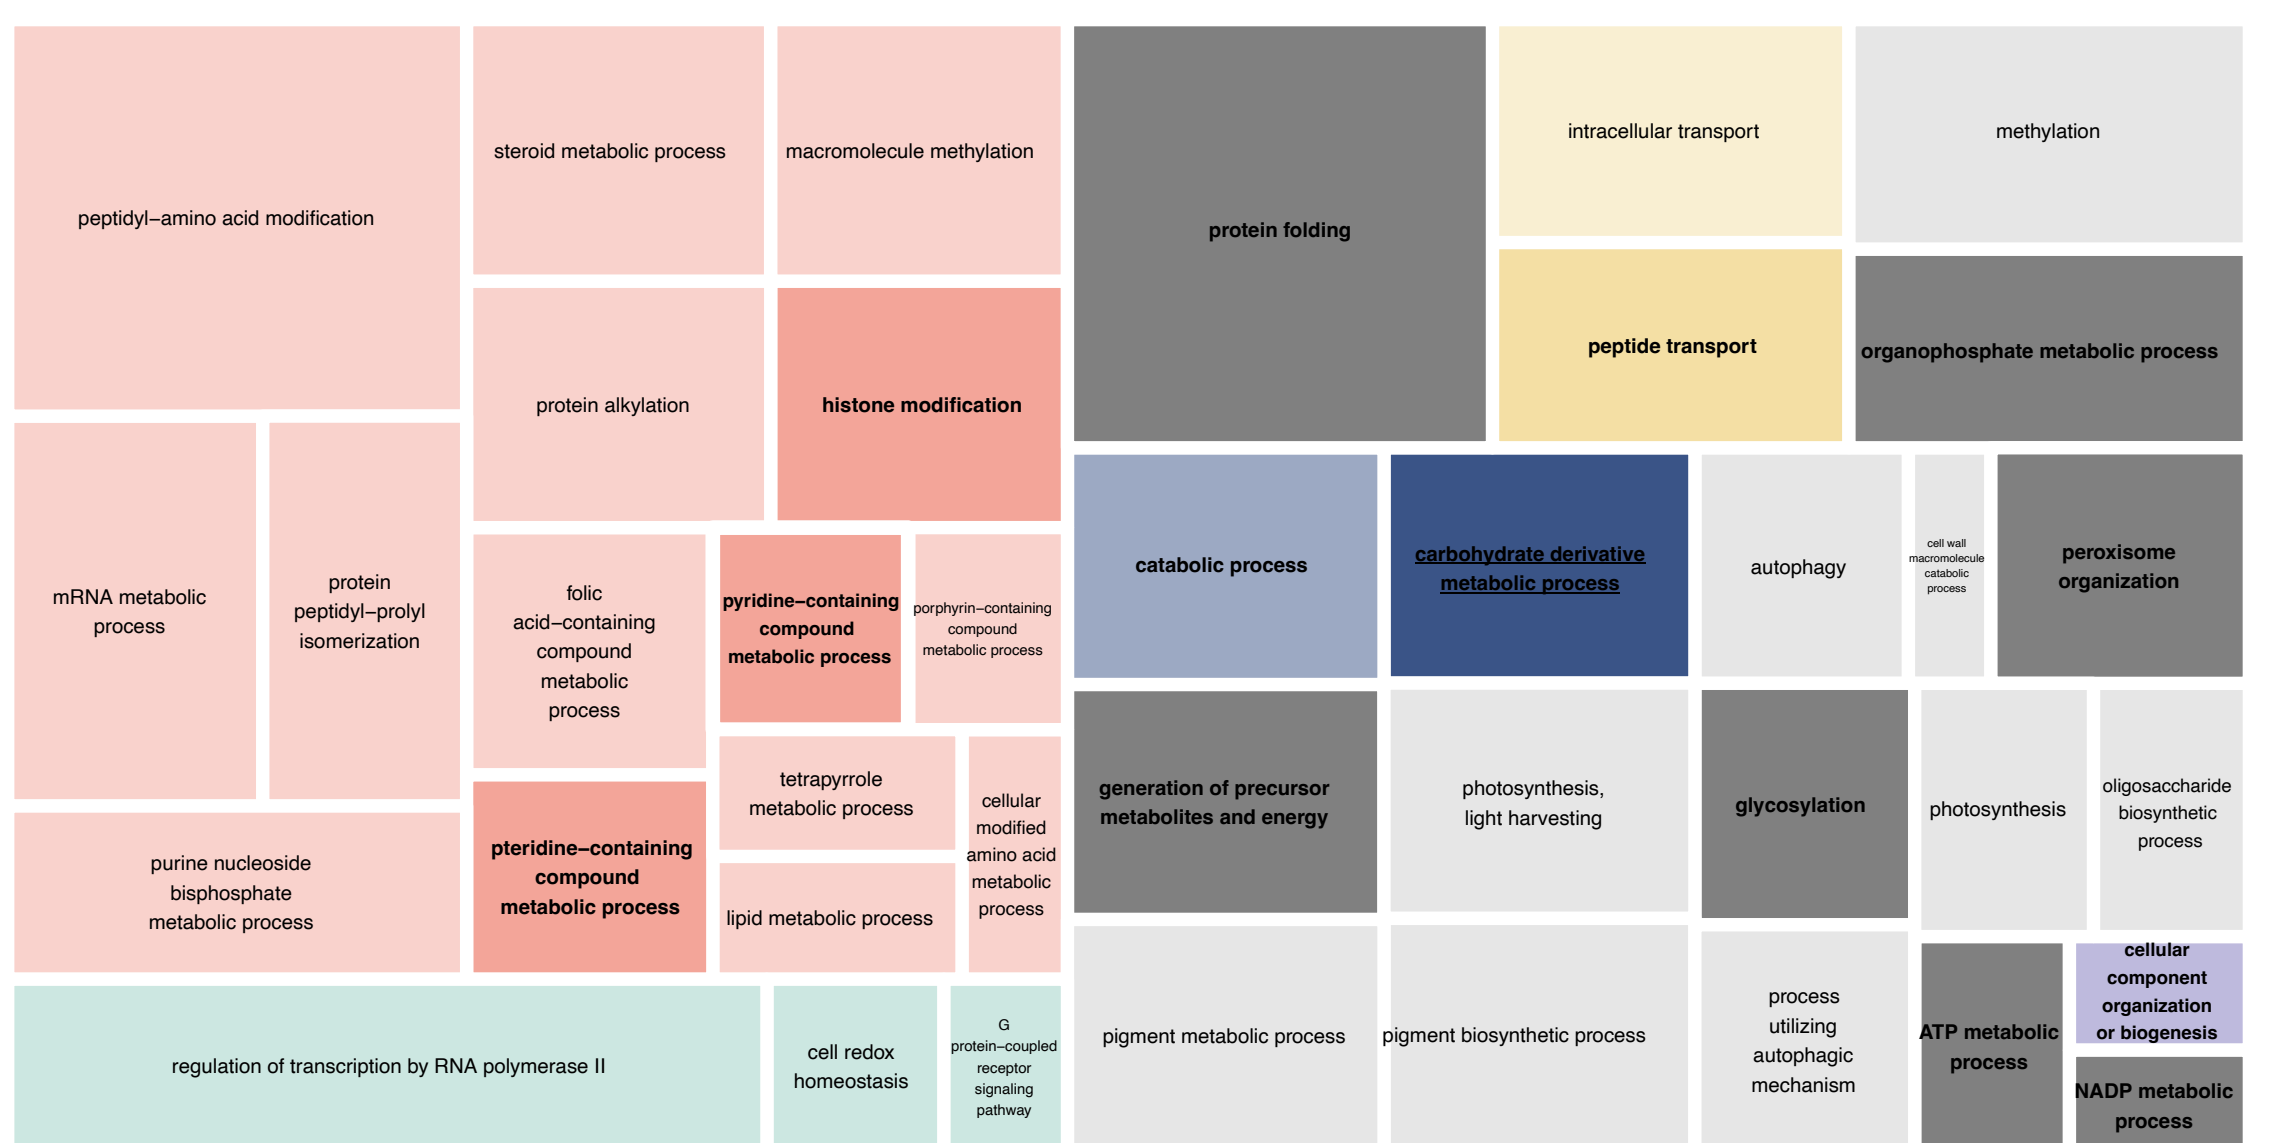 peptidyl−amino acid modification
steroid metabolic process
macromolecule methylation
protein alkylation
histone modification
mRNA metabolic
process
protein
peptidyl−prolyl
isomerization
folic
acid−containing
compound
metabolic
process
pyridine−containing
compound
metabolic process
porphyrin−containing
compound
metabolic process
purine nucleoside
bisphosphate
metabolic process
pteridine−containing
compound
metabolic process
tetrapyrrole
metabolic process
lipid metabolic process
cellular
modified
amino acid
metabolic
process
regulation of transcription by RNA polymerase II
cell redox
homeostasis
G
protein−coupled
receptor
signaling
pathway
protein folding
intracellular transport
methylation
peptide transport
organophosphate metabolic process
catabolic process
carbohydrate derivative
metabolic process
autophagy
cell wall
macromolecule
catabolic
process
peroxisome
organization
generation of precursor
metabolites and energy
photosynthesis,
light harvesting
glycosylation
photosynthesis
oligosaccharide
biosynthetic
process
pigment metabolic process
pigment biosynthetic process
process
utilizing
autophagic
mechanism
ATP metabolic
process
cellular
component
organization
or biogenesis
NADP metabolic
process